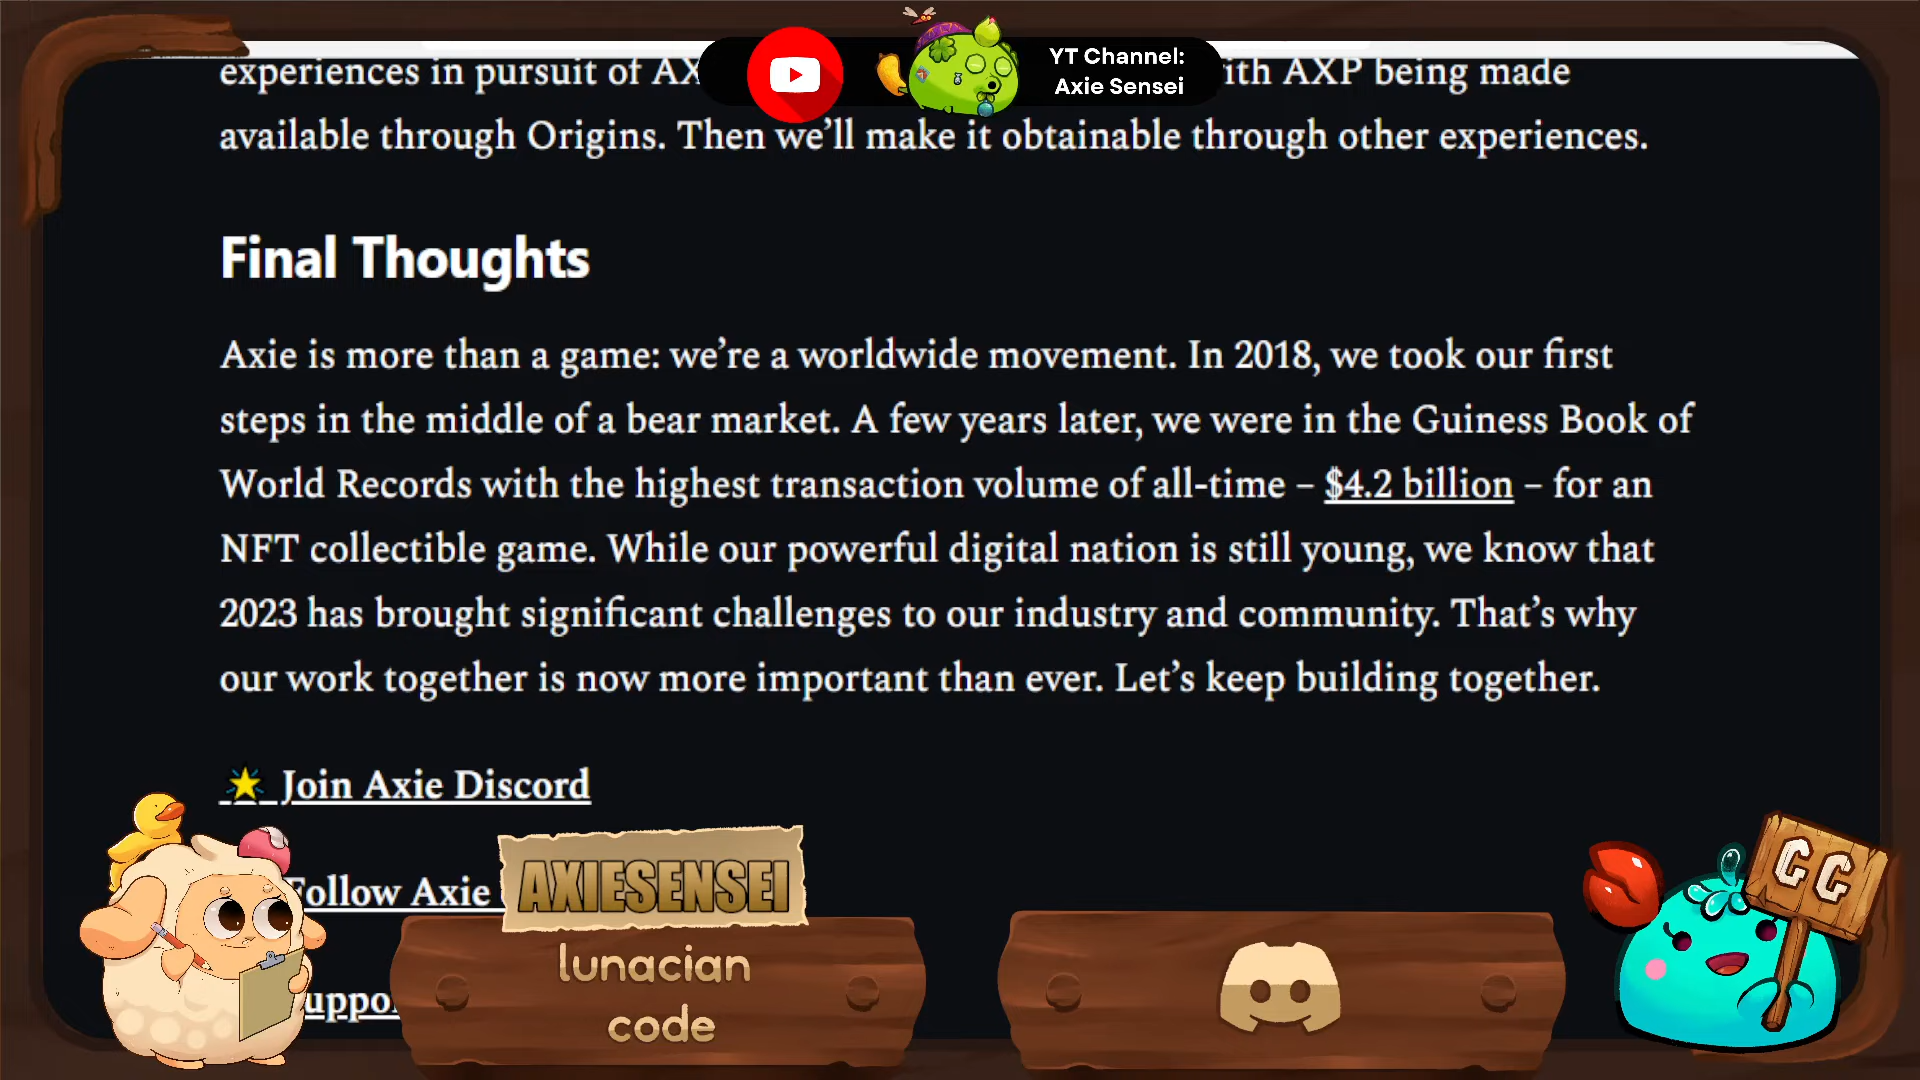 YT Channel:
Axie Sensei
experiences in pursuit of AX ith AXP being made
available through Origins. Then we’ll make it obtainable through other experiences.
Final Thoughts
Axie is more than a game: we’re a worldwide movement. In 2018, we took our first
steps in the middle of a bear market. A few years later, we were in the Guiness Book of
World Records with the highest transaction volume of all-time – $4.2 billion – for an
NFT collectible game. While our powerful digital nation is still young, we know that
2023 has brought significant challenges to our industry and community. That’s why
our work together is now more important than ever. Let’s keep building together.
Join Axie Discord
Follow Axie
uppo
AXIESENSEI
lunacian
code
CC